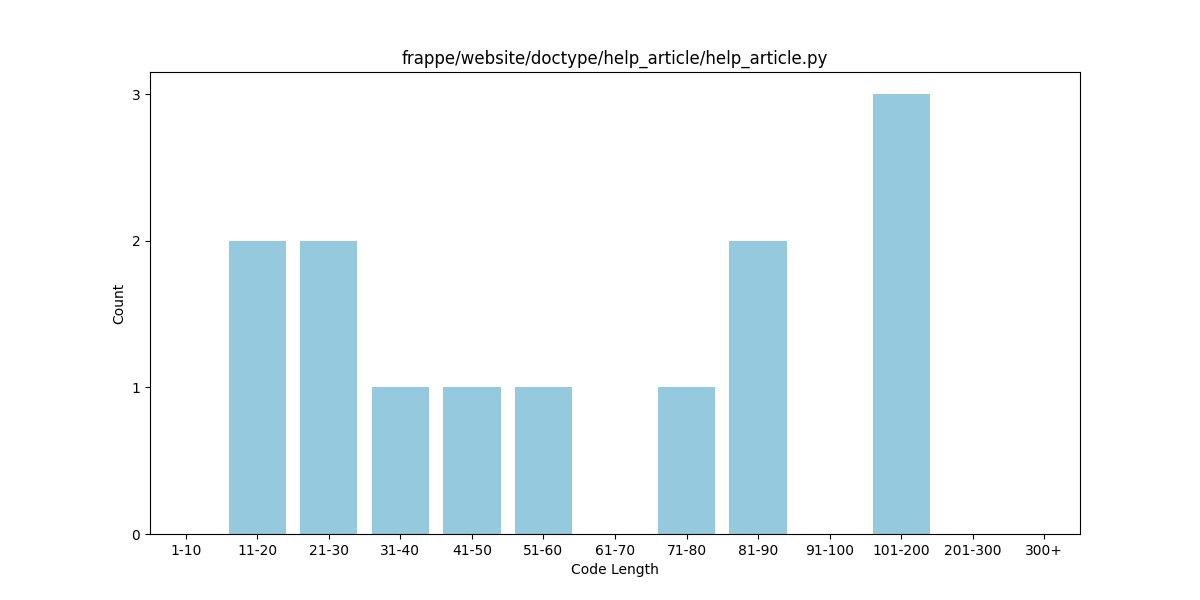 frappe/website/doctype/help_article/help_article.py
Count
3
2
1
0
1-10 11-20 21-30 31-40 41-50 51-60 61-70 71-80 81-90 91-100 101-200 201-300 300+
Code Length